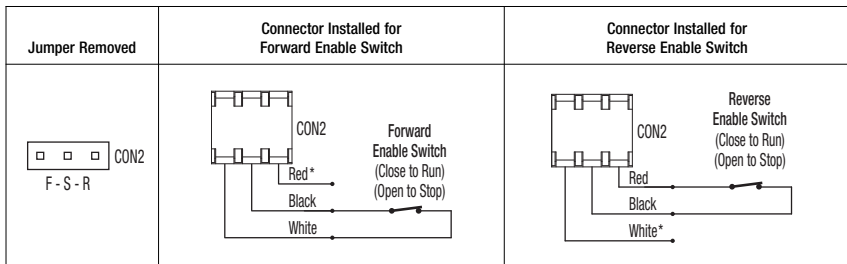 Jumper Removed
Connector Installed for
Forward Enable Switch
Connector Installed for
Reverse Enable Switch
CON2
F - S - R
CON2
Forward
Enable Switch
(Close to Run)
(Open to Stop)
Red*
Black
White
CON2
Reverse
Enable Switch
(Close to Run)
(Open to Stop)
Red
Black
White*